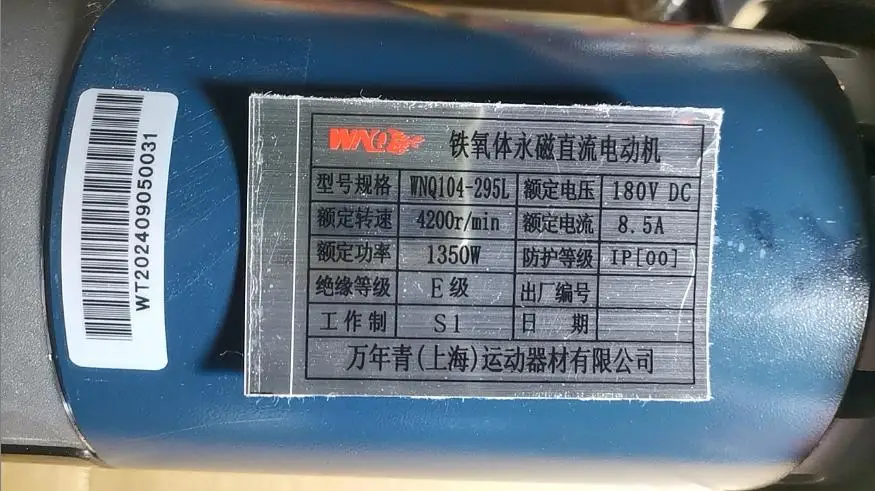 WT202409050031
WNQ 铁氧体永磁直流电动机
型号规格 WNQ104-295L 额定电压 180V DC
额定转速 4200r/min 额定电流 8.5A
额定功率 1350W 防护等级 IP[00]
绝缘等级 E级 出厂编号
工作制 S1 日 期
万年青(上海)运动器材有限公司